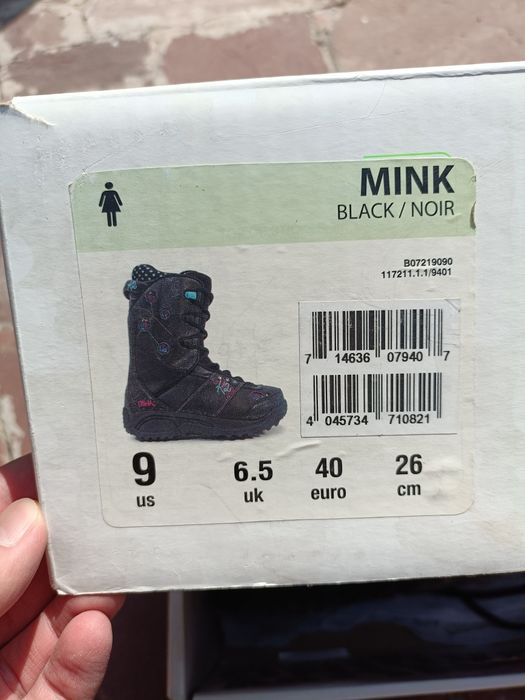 MINK
BLACK / NOIR
B07219090
117211.1.1/9401
7 14636 07940 7
4 045734 710821
9 6.5 40 26
us uk euro cm